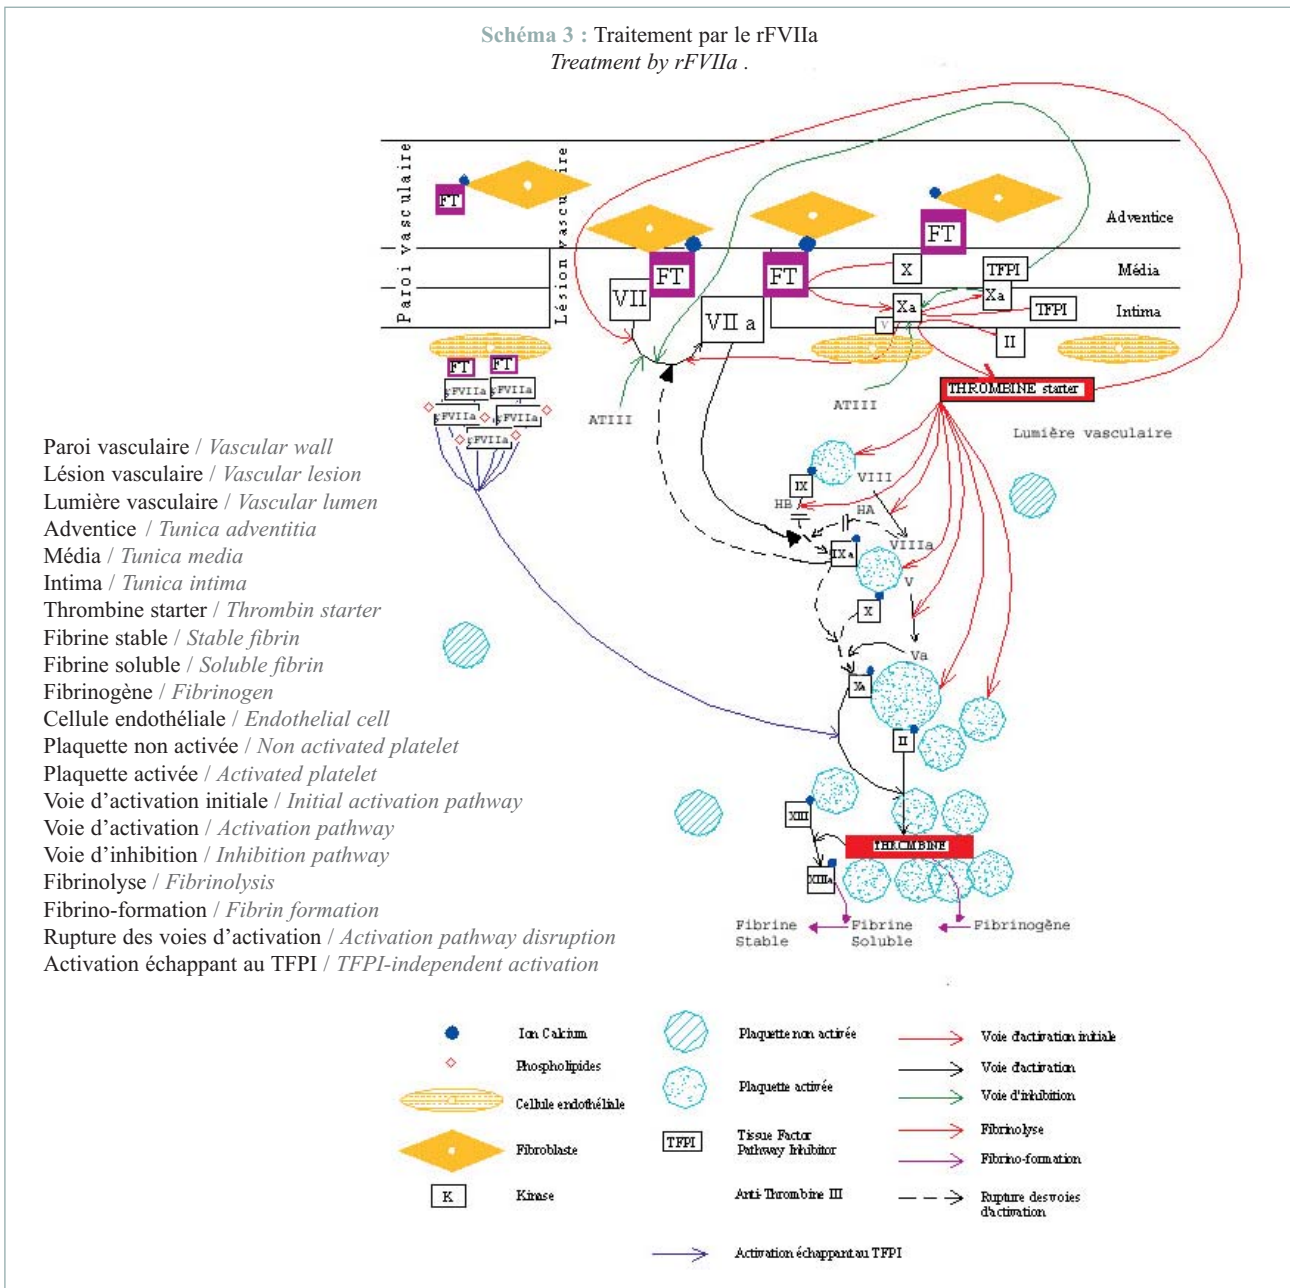 Schéma 3 : Traitement par le rFVIIa
Treatment by rFVIIa .
Paroi vasculaire
Lésion vasculaire
FT
FT
FT
FT
Adventice
X
TFPI
Média
VII
VII a
Xa
Xa
TFPI
Intima
V
II
FT
FT
rFVIIa
rFVIIa
rFVIIa
rFVIIa
rFVIIa
ATIII
ATIII
THROMBINE starter
Lumière vasculaire
IX
VIII
HB
HA
VIIIa
IXa
V
X
Va
Xa
II
XIII
THROMBINE
XIIIa
Fibrine
Stable
Fibrine
Soluble
Fibrinogène
Paroi vasculaire / Vascular wall
Lésion vasculaire / Vascular lesion
Lumière vasculaire / Vascular lumen
Adventice / Tunica adventitia
Média / Tunica media
Intima / Tunica intima
Thrombine starter / Thrombin starter
Fibrine stable / Stable fibrin
Fibrine soluble / Soluble fibrin
Fibrinogène / Fibrinogen
Cellule endothéliale / Endothelial cell
Plaquette non activée / Non activated platelet
Plaquette activée / Activated platelet
Voie d'activation initiale / Initial activation pathway
Voie d'activation / Activation pathway
Voie d'inhibition / Inhibition pathway
Fibrinolyse / Fibrinolysis
Fibrino-formation / Fibrin formation
Rupture des voies d'activation / Activation pathway disruption
Activation échappant au TFPI / TFPI-independent activation
Ion Calcium
Phospholipides
Cellule endothéliale
Fibroblaste
K
Kinase
Plaquette non activée
Plaquette activée
TFPI
Tissue Factor
Pathway Inhibitor
Anti-Thrombine III
Activation échappant au TFPI
Voie d'activation initiale
Voie d'activation
Voie d'inhibition
Fibrinolyse
Fibrino-formation
Rupture des voies
d'activation